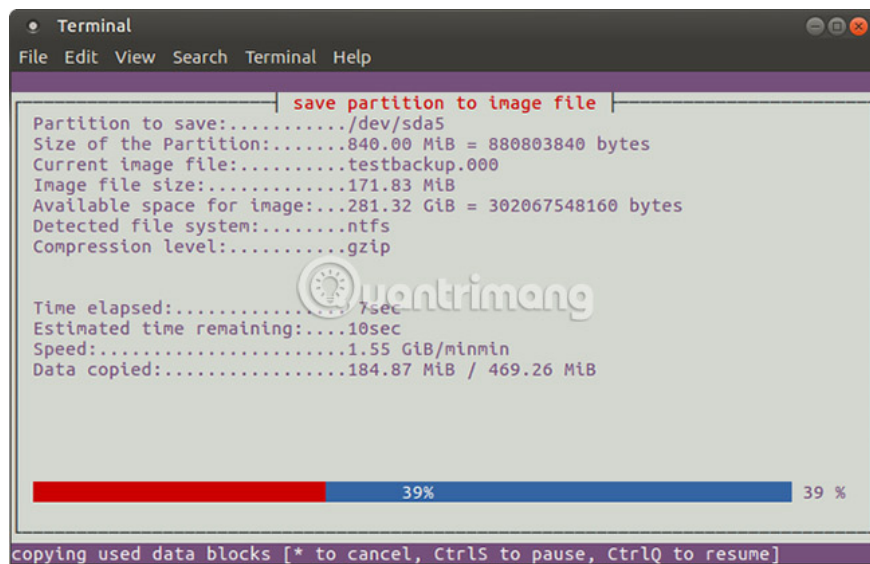 Terminal
File Edit View Search Terminal Help
save partition to image file
Partition to save:.........../dev/sda5
Size of the Partition:.......840.00 MiB = 880803840 bytes
Current image file:..........testbackup.000
Image file size:.............171.83 MiB
Available space for image:...281.32 GiB = 302067548160 bytes
Detected file system:........ntfs
Compression level:...........gzip
Quantrimang
Time elapsed:................ 7sec
Estimated time remaining:....10sec
Speed:.......................1.55 GiB/minmin
Data copied:.................184.87 MiB / 469.26 MiB
39% 39 %
copying used data blocks [* to cancel, CtrlS to pause, CtrlQ to resume]